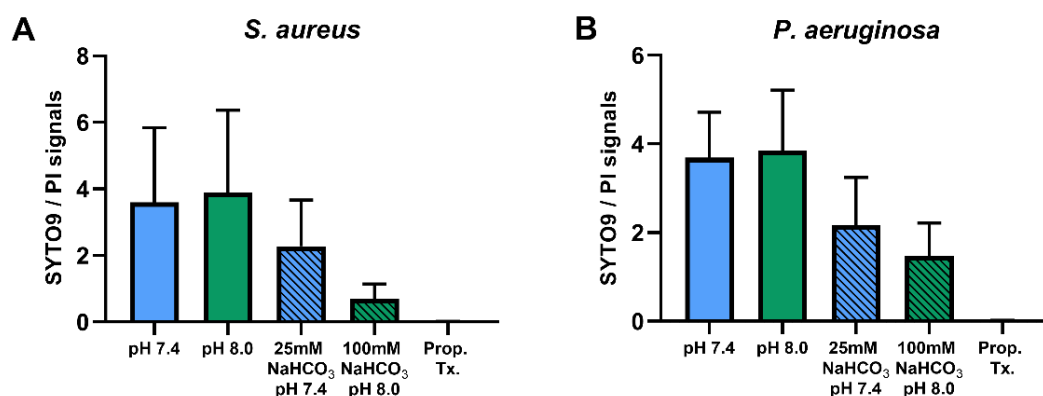 A
S. aureus
SYTO9 / PI signals
8
6
4
2
0
pH 7.4
pH 8.0
25mM
NaHCO₃
pH 7.4
100mM
NaHCO₃
pH 8.0
Prop.
Tx.
B
P. aeruginosa
SYTO9 / PI signals
6
4
2
0
pH 7.4
pH 8.0
25mM
NaHCO₃
pH 7.4
100mM
NaHCO₃
pH 8.0
Prop.
Tx.